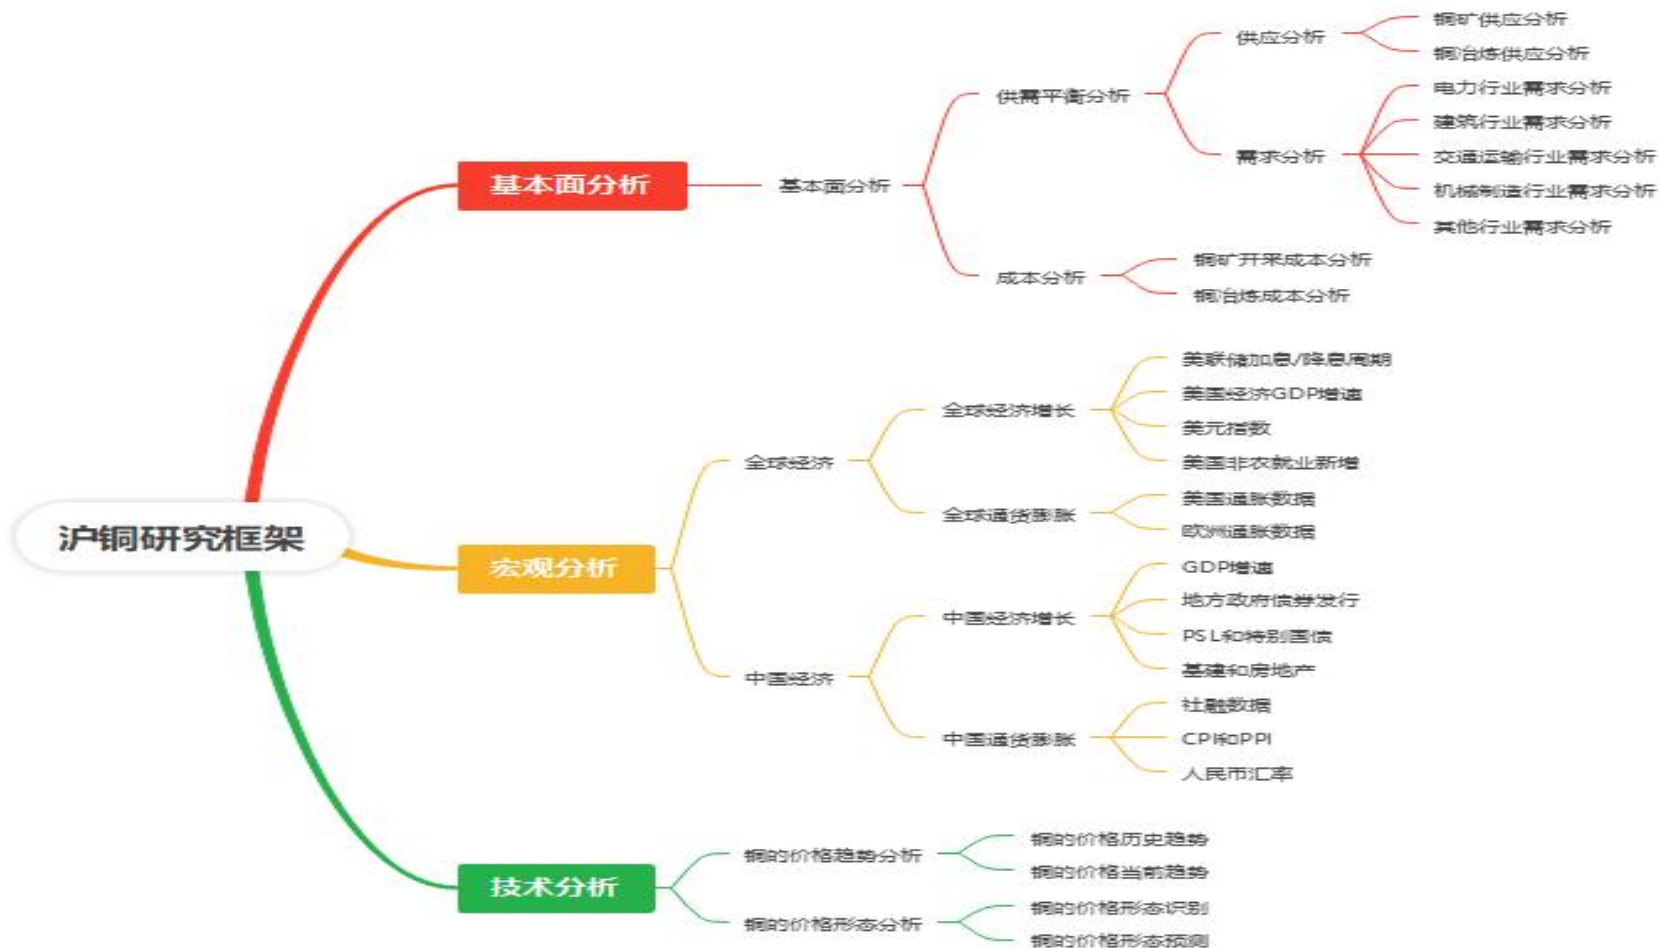 沪铜研究框架
基本面分析
基本面分析
供需平衡分析
供应分析
铜矿供应分析
铜冶炼供应分析
需求分析
电力行业需求分析
建筑行业需求分析
交通运输行业需求分析
机械制造行业需求分析
其他行业需求分析
成本分析
铜矿开采成本分析
铜冶炼成本分析
宏观分析
全球经济
全球经济增长
美联储加息/降息周期
美国经济GDP增速
美元指数
美国非农就业新增
全球通货膨胀
美国通胀数据
欧洲通胀数据
中国经济
中国经济增长
GDP增速
地方政府债券发行
PSL和特别国债
基建和房地产
中国通货膨胀
社融数据
CPI和PPI
人民币汇率
技术分析
铜的价格趋势分析
铜的价格历史趋势
铜的价格当前趋势
铜的价格形态分析
铜的价格形态识别
铜的价格形态预测